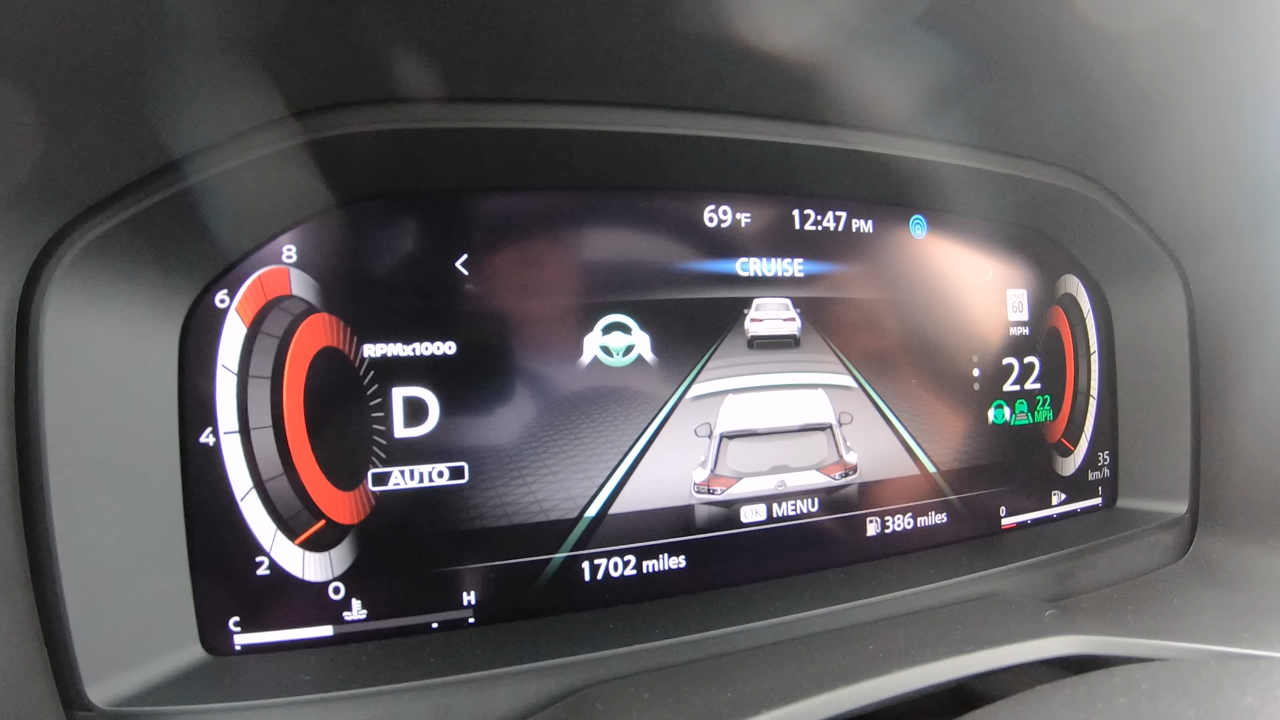 69°F 12:47 PM
CRUISE
8
6
4
2
0
RPMx1000
D
AUTO
60
MPH
22
22
MPH
35
km/h
OK MENU
386 miles
0 1
1702 miles
C H